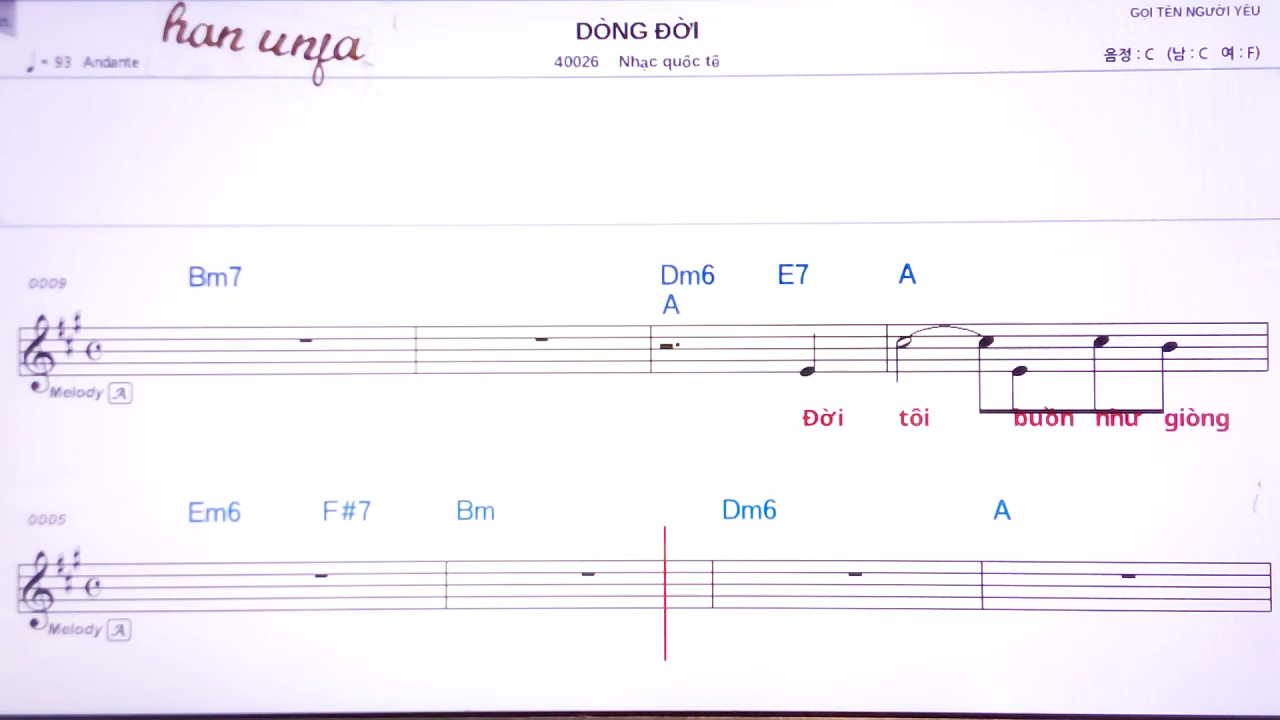 han unja
DÒNG ĐỜI
GỌI TÊN NGƯỜI YÊU
♩ = 93 Andante
40026 Nhạc quốc tế
음정 : C (남 : C 여 : F)
0009 Bm7 Dm6 E7 A
A
Melody A
Đời tôi buồn như giòng
0005 Em6 F#7 Bm Dm6 A
Melody A